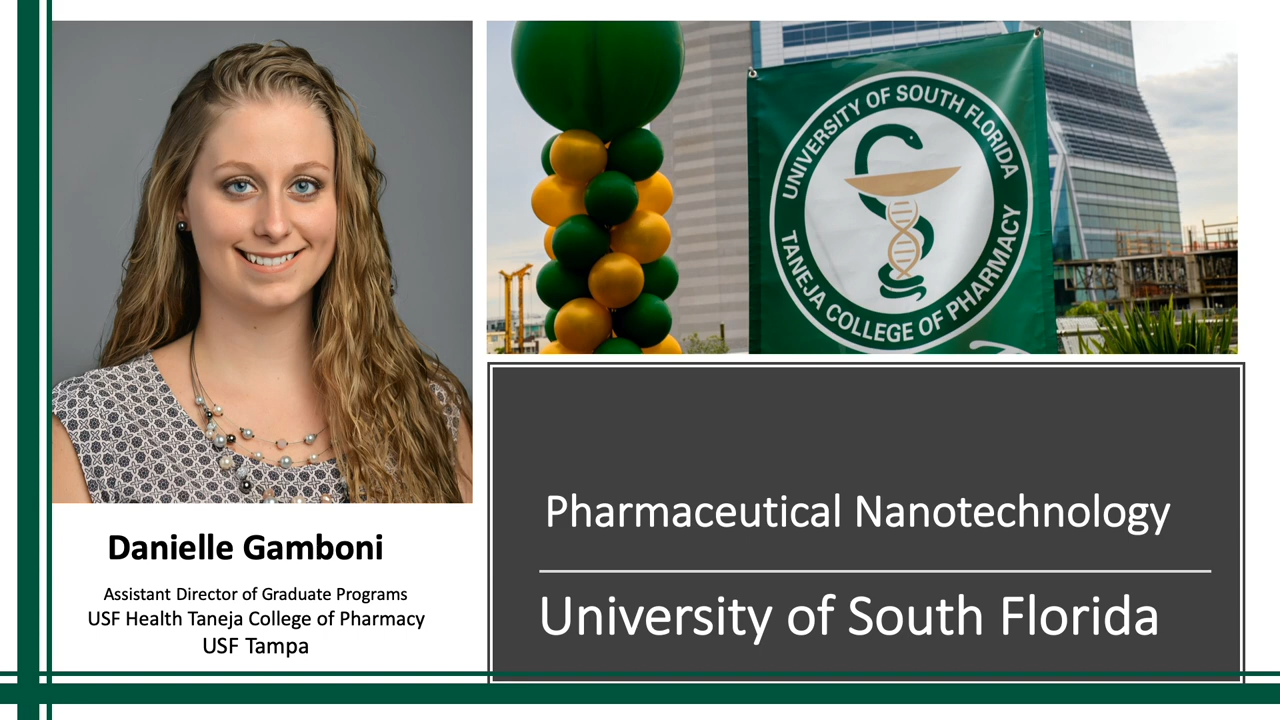 UNIVERSITY OF SOUTH FLORIDA
TANEJA COLLEGE OF PHARMACY
Danielle Gamboni
Assistant Director of Graduate Programs
USF Health Taneja College of Pharmacy
USF Tampa
Pharmaceutical Nanotechnology
University of South Florida